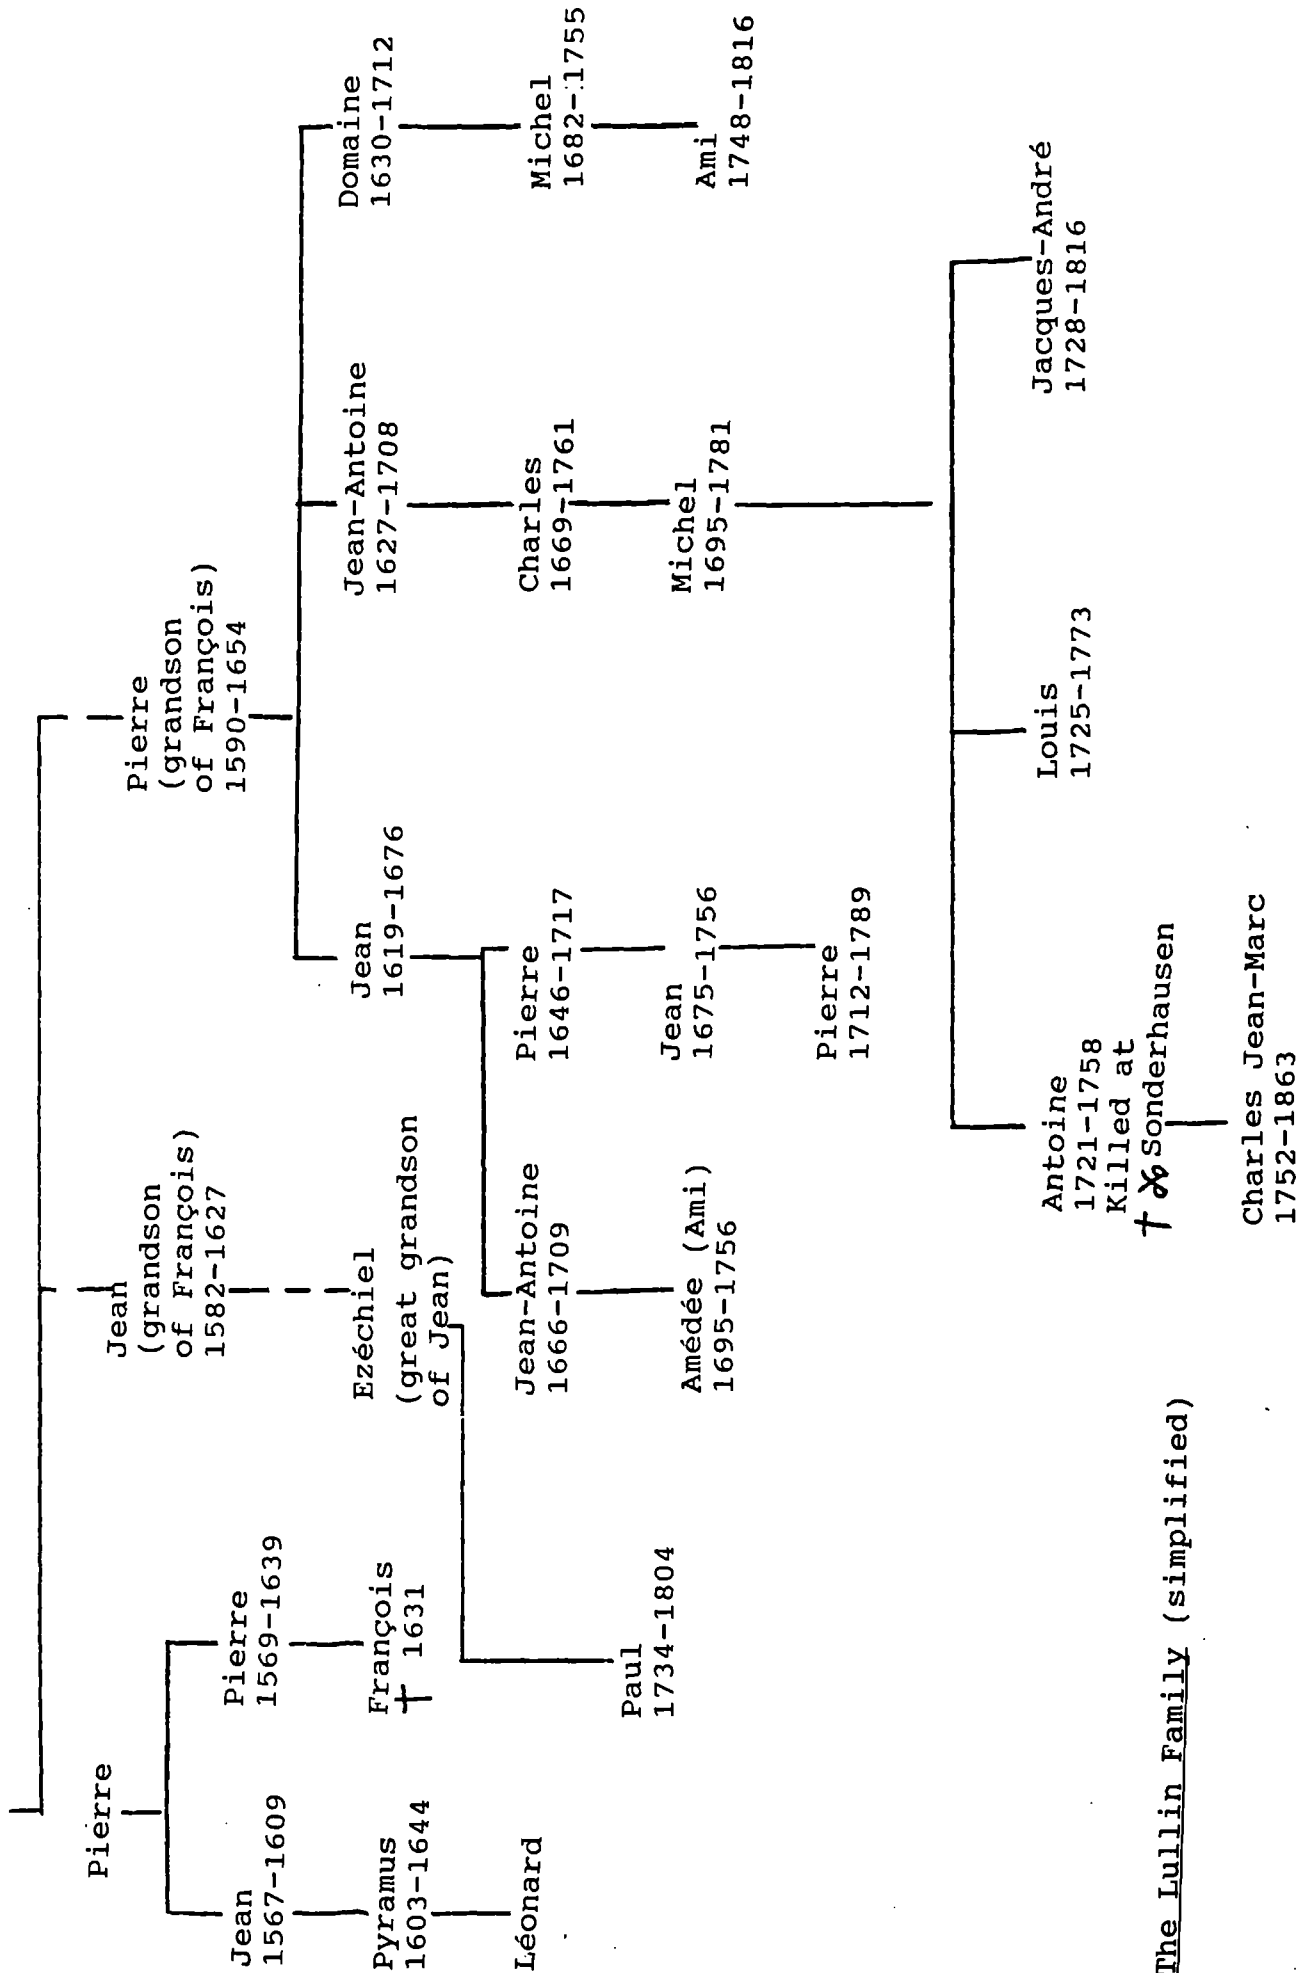 Pierre
Jean
(grandson
of François)
1582-1627
Pierre
(grandson
of François)
1590-1654
Jean
1567-1609
Pierre
1569-1639
Pyramus
1603-1644
François
† 1631
Léonard
Ezéchiel
(great grandson
of Jean)
Paul
1734-1804
Jean
1619-1676
Jean-Antoine
1627-1708
Domaine
1630-1712
Jean-Antoine
1666-1709
Pierre
1646-1717
Charles
1669-1761
Michel
1682-1755
Amédée (Ami)
1695-1756
Jean
1675-1756
Michel
1695-1781
Ami
1748-1816
Pierre
1712-1789
Antoine
1721-1758
Killed at
† Sonderhausen
Louis
1725-1773
Jacques-André
1728-1816
Charles Jean-Marc
1752-1863
The Lullin Family (simplified)